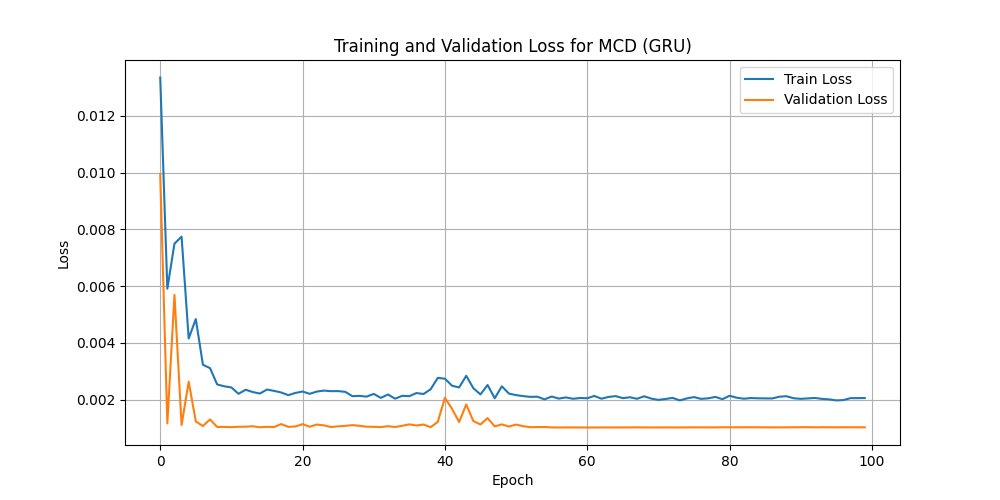 Training and Validation Loss for MCD (GRU)
Train Loss
Validation Loss
0.012
0.010
0.008
0.006
0.004
0.002
Loss
0 20 40 60 80 100
Epoch